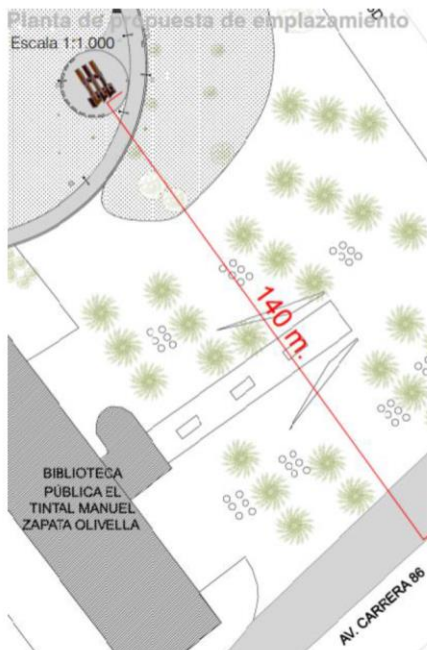 Planta de propuesta de emplazamiento
Escala 1:1.000
140 m.
BIBLIOTECA
PÚBLICA EL
TINTAL MANUEL
ZAPATA OLIVELLA
AV. CARRERA 86